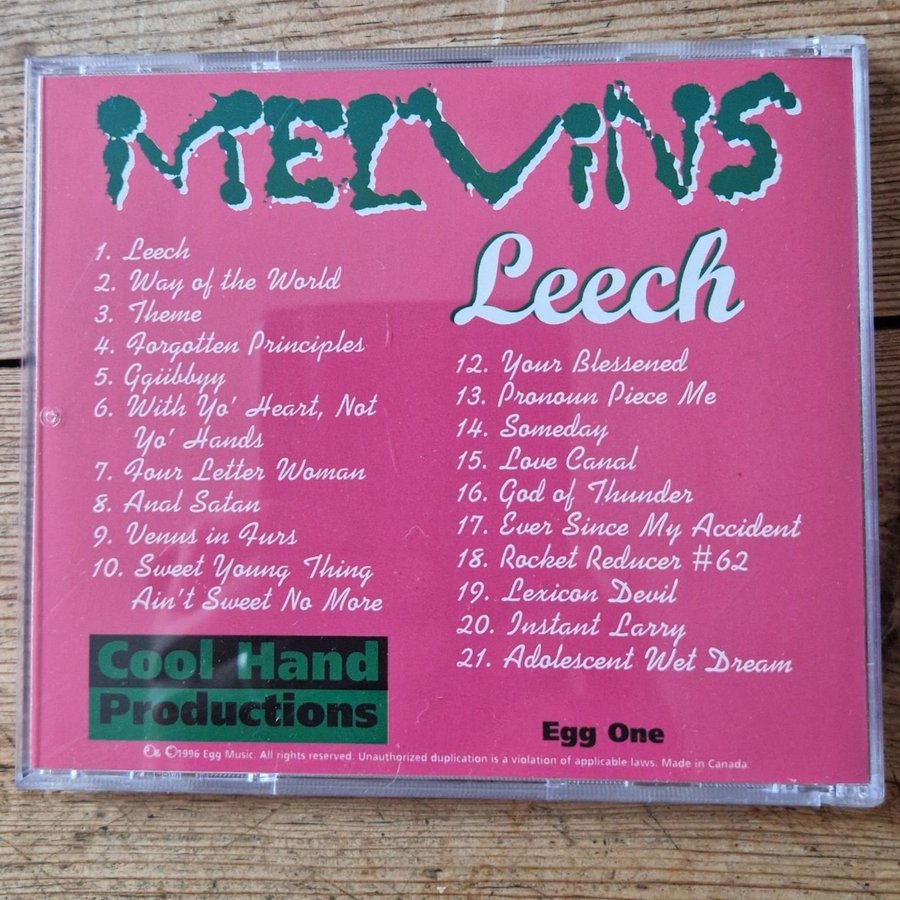 MELVINS
Leech
1. Leech
2. Way of the World
3. Theme
4. Forgotten Principles
5. Ggiibbyy
6. With Yo' Heart, Not
Yo' Hands
7. Four Letter Woman
8. Anal Satan
9. Venus in Furs
10. Sweet Young Thing
Ain't Sweet No More
12. Your Blessened
13. Pronoun Piece Me
14. Someday
15. Love Canal
16. God of Thunder
17. Ever Since My Accident
18. Rocket Reducer #62
19. Lexicon Devil
20. Instant Larry
21. Adolescent Wet Dream
Cool Hand
Productions
Egg One
℗& ©1996 Egg Music. All rights reserved. Unauthorized duplication is a violation of applicable laws. Made in Canada.